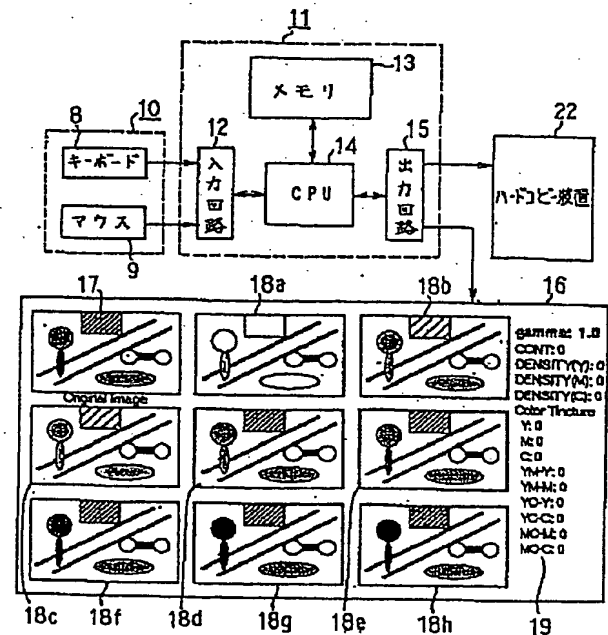 11
13
メモリ
8
10
12
14
15
22
キーボード
入力回路
CPU
出力回路
ハードコピー装置
マウス
9
17
18a
18b
16
gamma: 1.0
CONT: 0
DENSITY(Y): 0
DENSITY(M): 0
DENSITY(C): 0
Original Image
Color Tincture
Y: 0
M: 0
C: 0
YM-Y: 0
YM-M: 0
YC-Y: 0
YC-C: 0
MC-M: 0
MC-C: 0
18c
18f
18d
18g
18e
18h
19